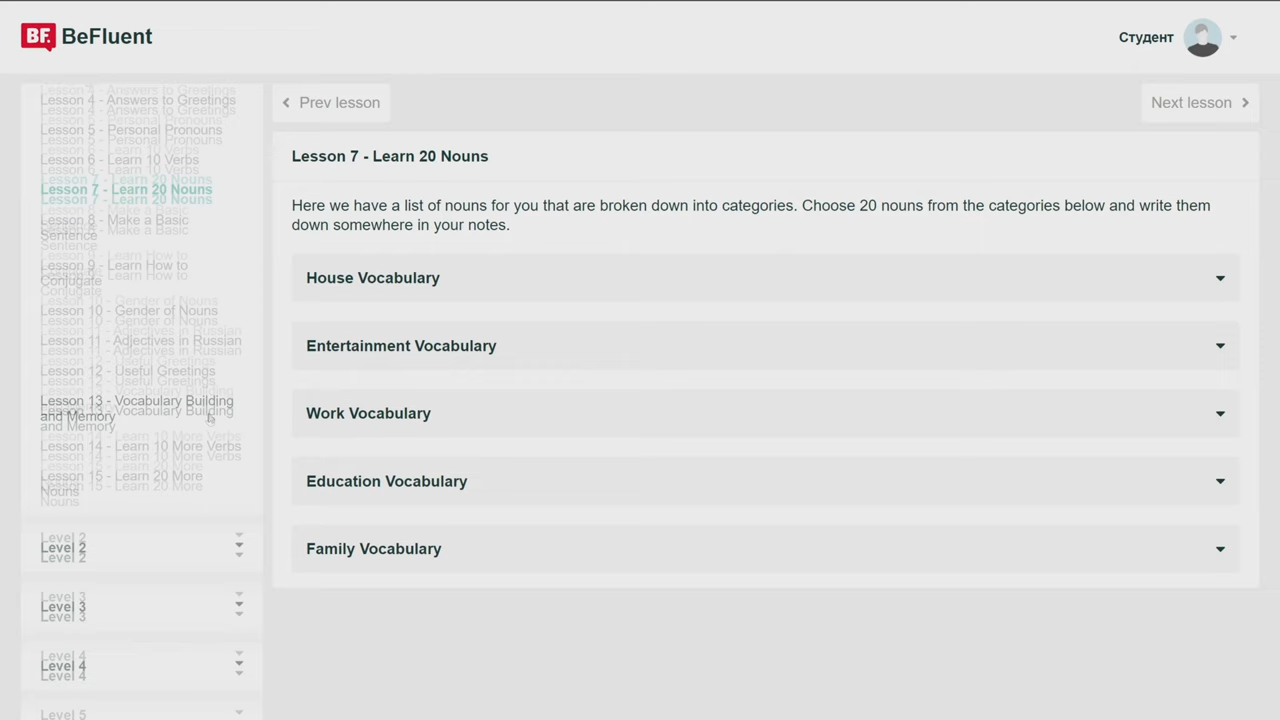 BF. BeFluent
Студент
Lesson 4 - Answers to Greetings
Lesson 5 - Personal Pronouns
Lesson 6 - Learn 10 Verbs
Lesson 7 - Learn 20 Nouns
Lesson 8 - Make a Basic
Sentence
Lesson 9 - Learn How to
Conjugate
Lesson 10 - Gender of Nouns
Lesson 11 - Adjectives in Russian
Lesson 12 - Useful Greetings
Lesson 13 - Vocabulary Building
and Memory
Lesson 14 - Learn 10 More Verbs
Lesson 15 - Learn 20 More
Nouns
Level 2
Level 3
Level 4
Level 5
Prev lesson
Next lesson
Lesson 7 - Learn 20 Nouns
Here we have a list of nouns for you that are broken down into categories. Choose 20 nouns from the categories below and write them
down somewhere in your notes.
House Vocabulary
Entertainment Vocabulary
Work Vocabulary
Education Vocabulary
Family Vocabulary